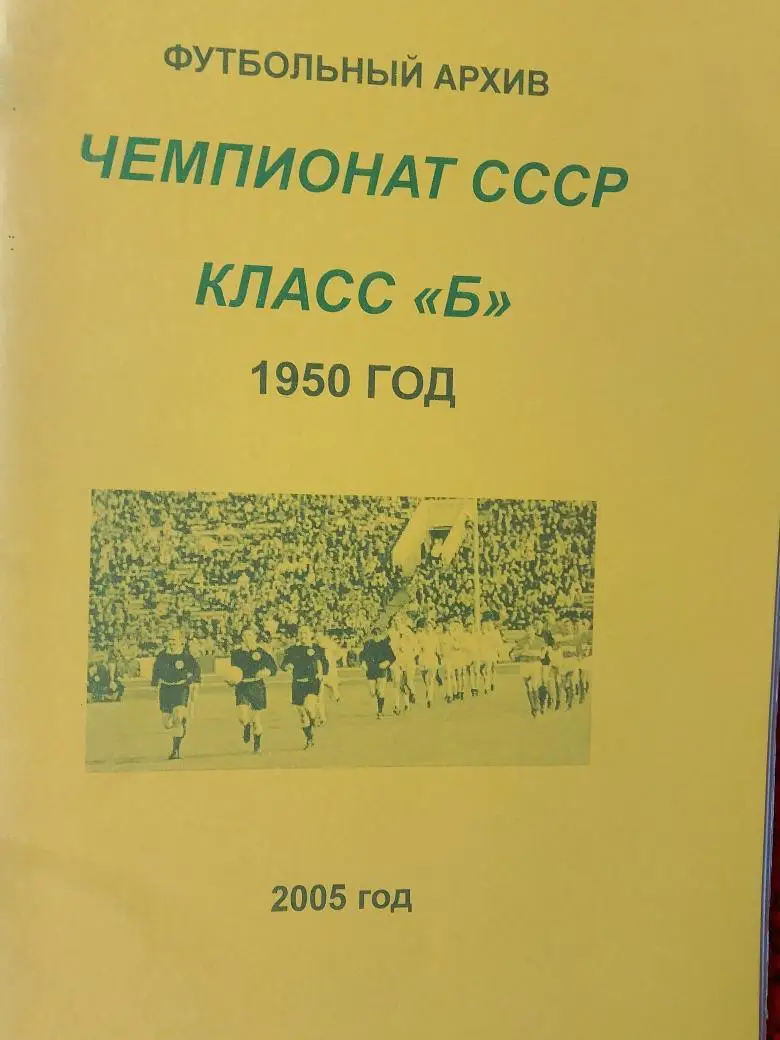 ФУТБОЛЬНЫЙ АРХИВ
ЧЕМПИОНАТ СССР
КЛАСС «Б»
1950 ГОД
2005 год